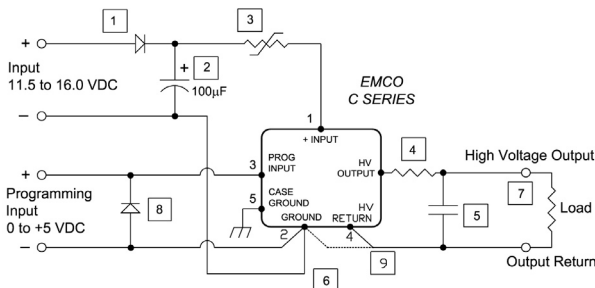 1
3
+
Input
11.5 to 16.0 VDC
–
+
2
100µF
EMCO
C SERIES
1
+ INPUT
4
High Voltage Output
+
3
PROG
INPUT
HV
OUTPUT
7
Programming
Input
0 to +5 VDC
–
8
5
CASE
GROUND
GROUND
HV
RETURN
5
Load
2
4
9
6
Output Return